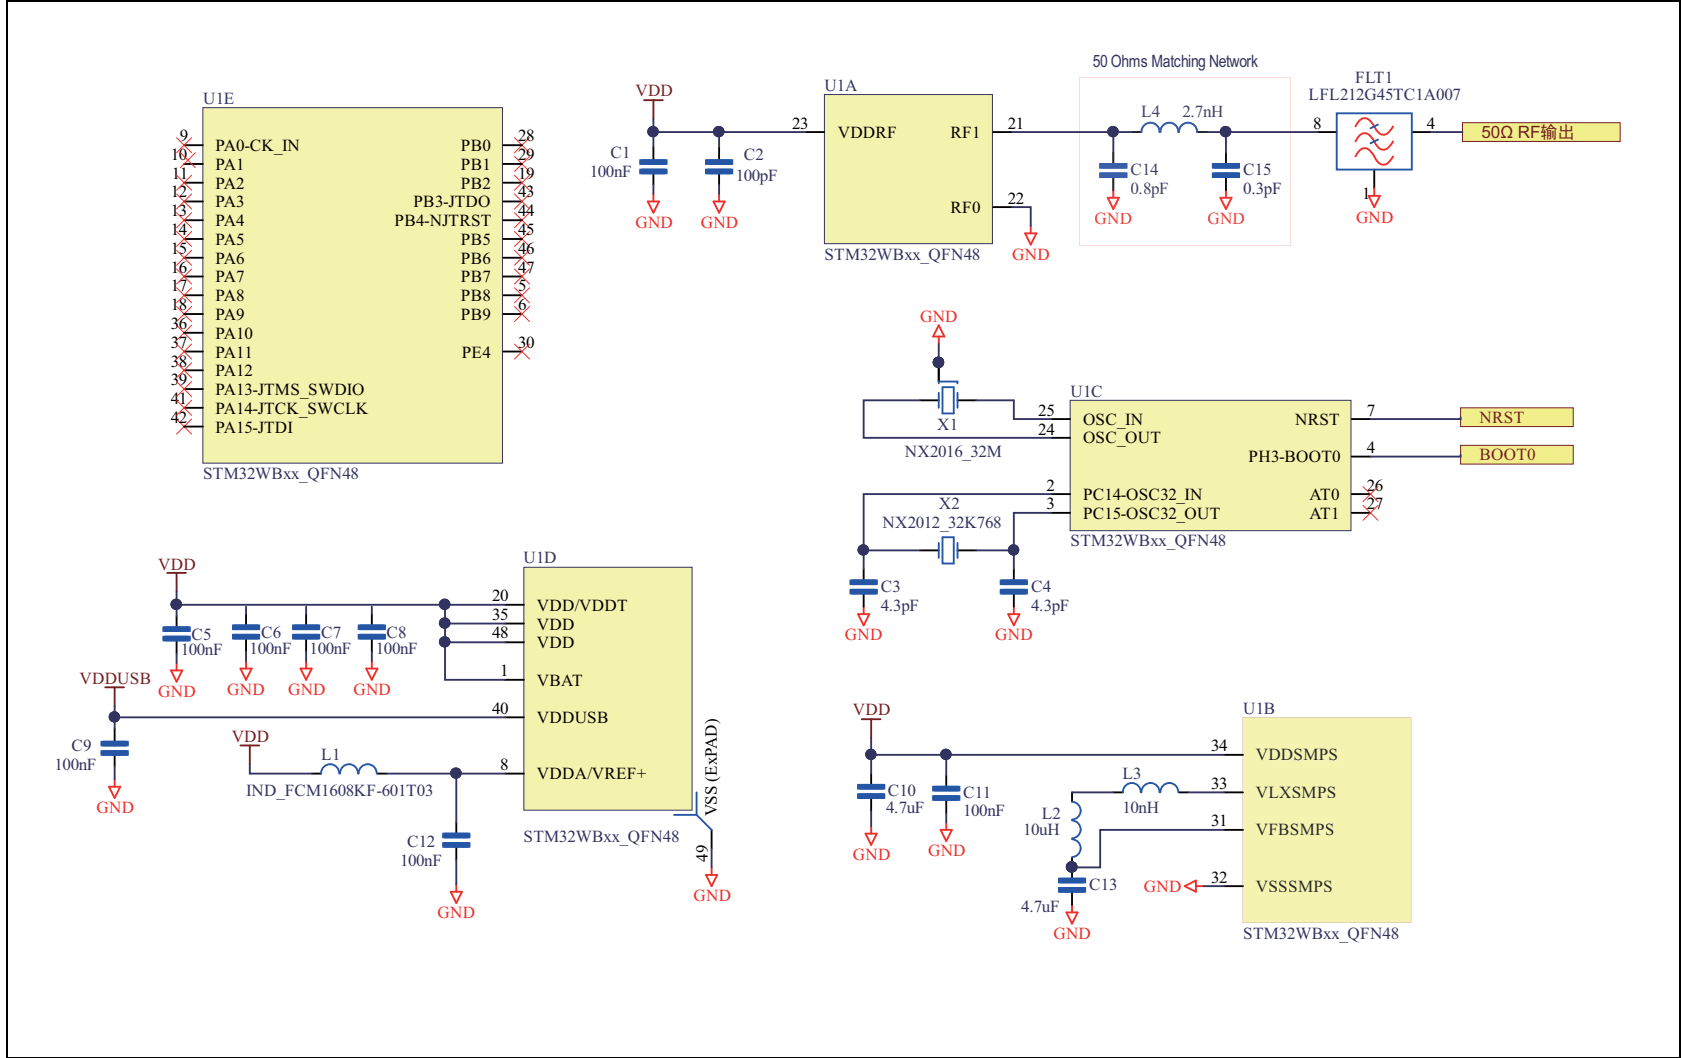 U1E
9 PA0-CK_IN PB0 28
10 PA1 PB1 29
11 PA2 PB2 19
12 PA3 PB3-JTDO 43
13 PA4 PB4-NJTRST 44
14 PA5 PB5 45
15 PA6 PB6 46
16 PA7 PB7 47
17 PA8 PB8 5
18 PA9 PB9 6
36 PA10
37 PA11 PE4 30
38 PA12
39 PA13-JTMS_SWDIO
41 PA14-JTCK_SWCLK
42 PA15-JTDI
STM32WBxx_QFN48
VDD
C1
100nF
GND
C2
100pF
GND
U1A
23 VDDRF RF1 21
RF0 22
GND
STM32WBxx_QFN48
50 Ohms Matching Network
L4 2.7nH
C14
0.8pF
GND
C15
0.3pF
GND
FLT1
LFL212G45TC1A007
8 4
1
GND
50Ω RF输出
GND
X1
NX2016_32M
U1C
25 OSC_IN NRST 7 NRST
24 OSC_OUT
PH3-BOOT0 4 BOOT0
2 PC14-OSC32_IN AT0 26
3 PC15-OSC32_OUT AT1 27
STM32WBxx_QFN48
X2
NX2012_32K768
C3
4.3pF
GND
C4
4.3pF
GND
VDD
C5
100nF
GND
C6
100nF
GND
C7
100nF
GND
C8
100nF
GND
U1D
20 VDD/VDDT
35 VDD
48 VDD
1 VBAT
40 VDDUSB
8 VDDA/VREF+
VSS (ExPAD)
49
GND
STM32WBxx_QFN48
VDDUSB
C9
100nF
GND
VDD
L1
IND_FCM1608KF-601T03
C12
100nF
GND
VDD
C10
4.7uF
GND
C11
100nF
GND
U1B
34 VDDSMPS
33 VLXSMPS
31 VFBSMPS
GND 32 VSSSMPS
STM32WBxx_QFN48
L3
10nH
L2
10uH
C13
4.7uF
GND